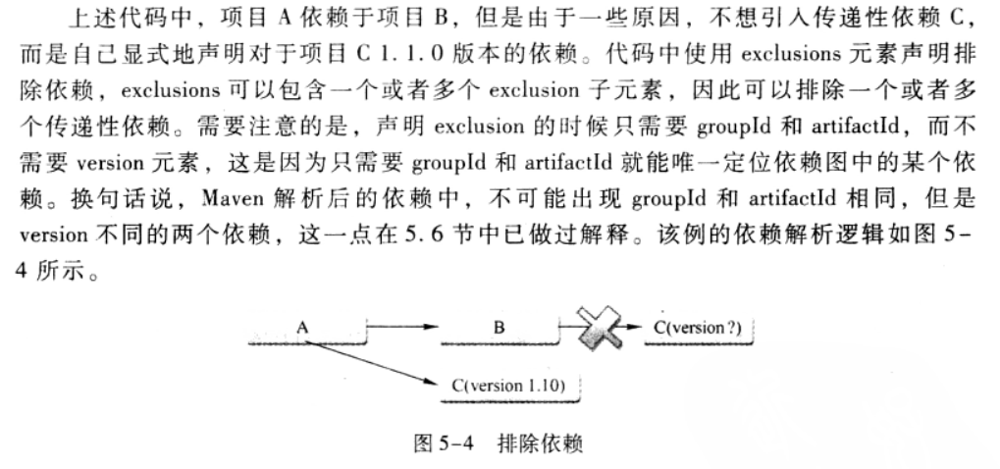 上述代码中，项目 A 依赖于项目 B，但是由于一些原因，不想引入传递性依赖 C，
而是自己显式地声明对于项目 C 1.1.0 版本的依赖。代码中使用 exclusions 元素声明排
除依赖，exclusions 可以包含一个或者多个 exclusion 子元素，因此可以排除一个或者多
个传递性依赖。需要注意的是，声明 exclusion 的时候只需要 groupId 和 artifactId，而不
需要 version 元素，这是因为只需要 groupId 和 artifactId 就能唯一定位依赖图中的某个依
赖。换句话说，Maven 解析后的依赖中，不可能出现 groupId 和 artifactId 相同，但是
version 不同的两个依赖，这一点在 5.6 节中已做过解释。该例的依赖解析逻辑如图 5-
4 所示。
A
B
C(version ?)
C(version 1.10)
图 5-4 排除依赖